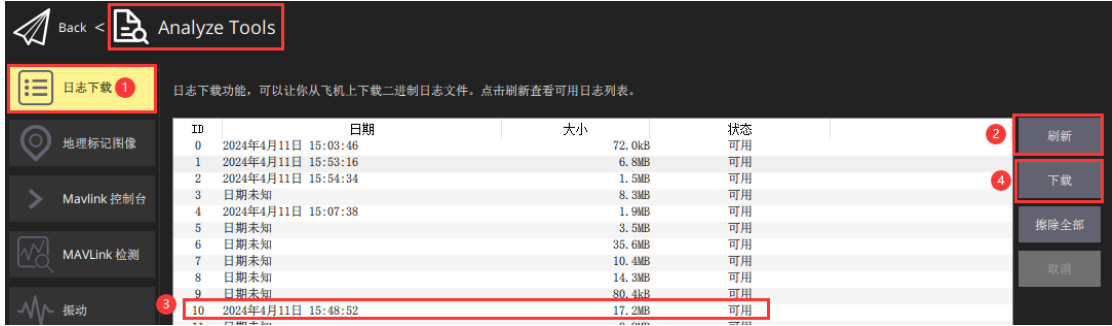 Back < Analyze Tools
日志下载 1
日志下载功能，可以让你从飞机上下载二进制日志文件。点击刷新查看可用日志列表。
地理标记图像
Mavlink 控制台
MAVLink 检测
振动
ID 日期 大小 状态
0 2024年4月11日 15:03:46 72.0kB 可用
1 2024年4月11日 15:53:16 6.8MB 可用
2 2024年4月11日 15:54:34 1.5MB 可用
3 日期未知 8.3MB 可用
4 2024年4月11日 15:07:38 1.9MB 可用
5 日期未知 3.5MB 可用
6 日期未知 35.6MB 可用
7 日期未知 10.4MB 可用
8 日期未知 14.3MB 可用
9 日期未知 80.4kB 可用
3 10 2024年4月11日 15:48:52 17.2MB 可用
2 刷新
4 下载
擦除全部
取消